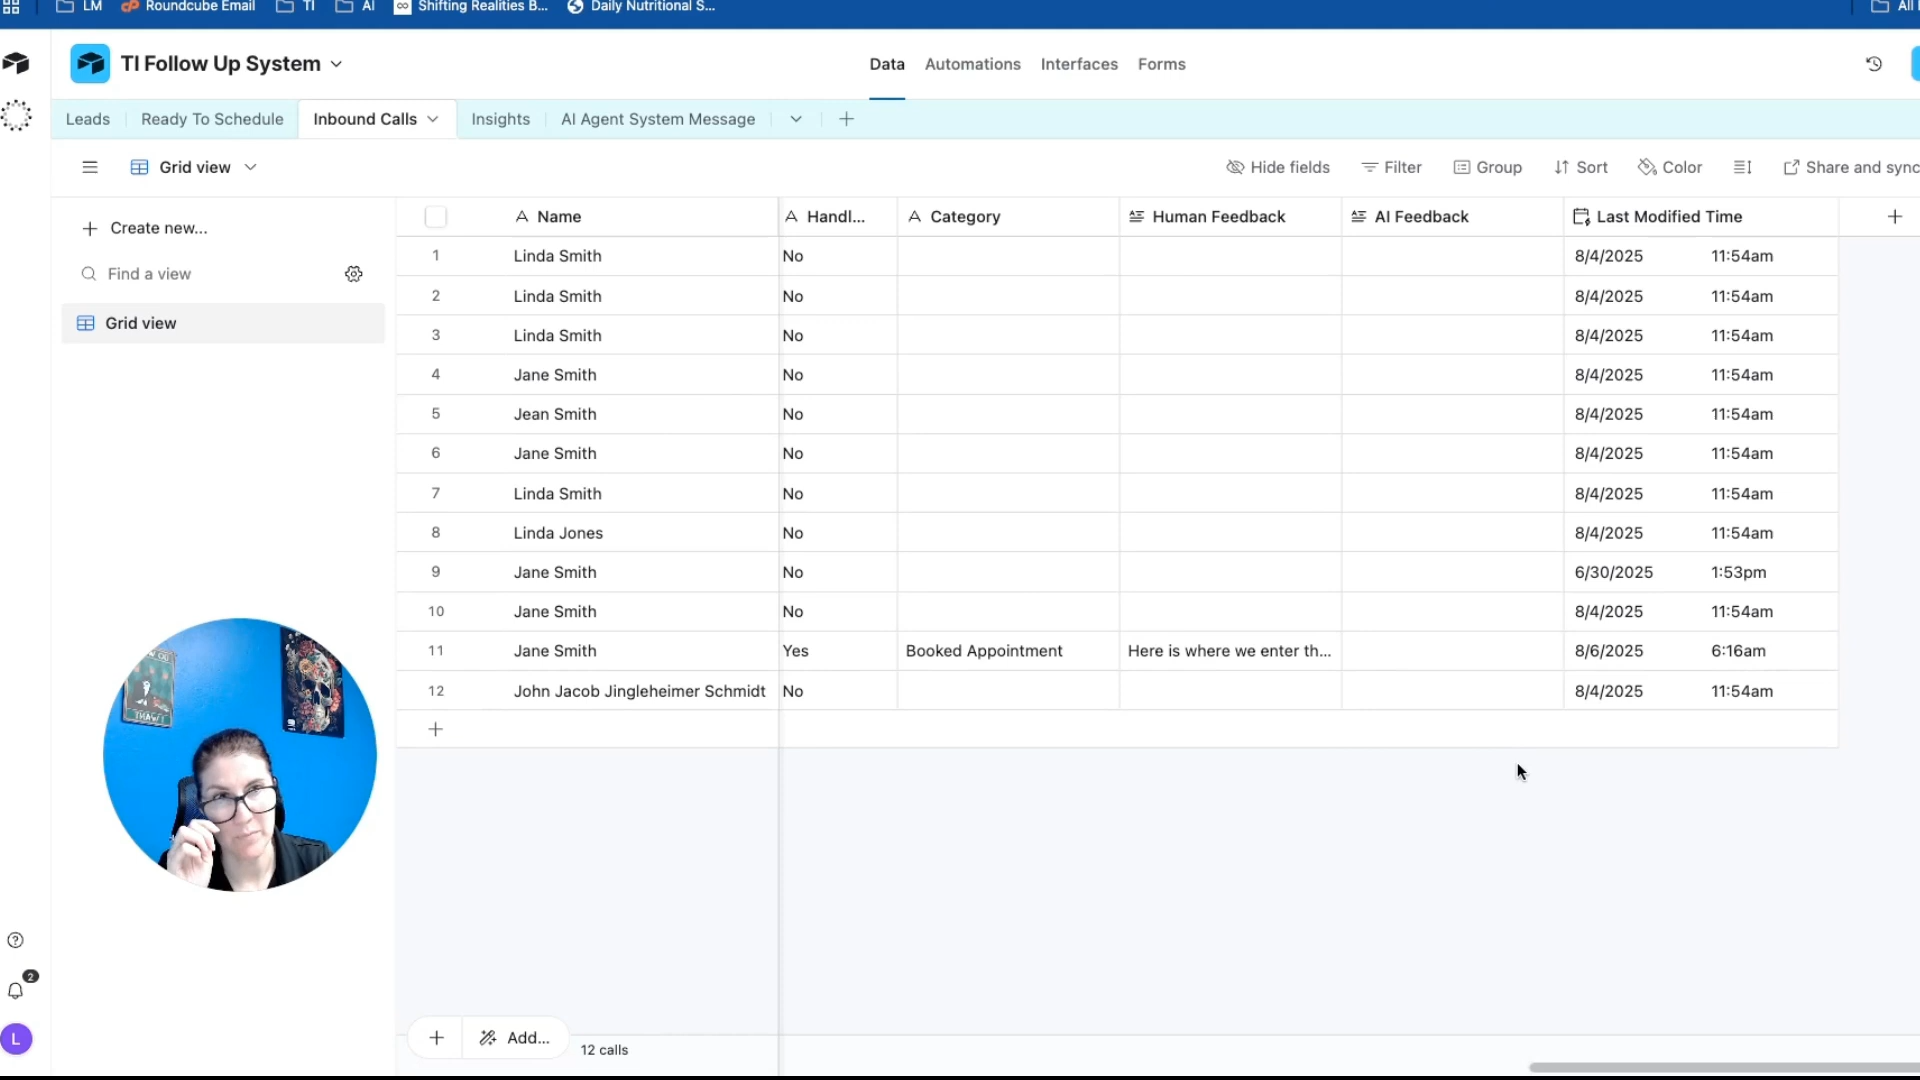 LM Roundcube Email TI AI Shifting Realities B... Daily Nutritional S... All
TI Follow Up System Data Automations Interfaces Forms
Leads Ready To Schedule Inbound Calls Insights AI Agent System Message
Grid view Hide fields Filter Group Sort Color Share and sync
Create new...
Find a view
Grid view
Name Handl... Category Human Feedback AI Feedback Last Modified Time
1 Linda Smith No 8/4/2025 11:54am
2 Linda Smith No 8/4/2025 11:54am
3 Linda Smith No 8/4/2025 11:54am
4 Jane Smith No 8/4/2025 11:54am
5 Jean Smith No 8/4/2025 11:54am
6 Jane Smith No 8/4/2025 11:54am
7 Linda Smith No 8/4/2025 11:54am
8 Linda Jones No 8/4/2025 11:54am
9 Jane Smith No 6/30/2025 1:53pm
10 Jane Smith No 8/4/2025 11:54am
11 Jane Smith Yes Booked Appointment Here is where we enter th... 8/6/2025 6:16am
12 John Jacob Jingleheimer Schmidt No 8/4/2025 11:54am
2
L
Add...
12 calls